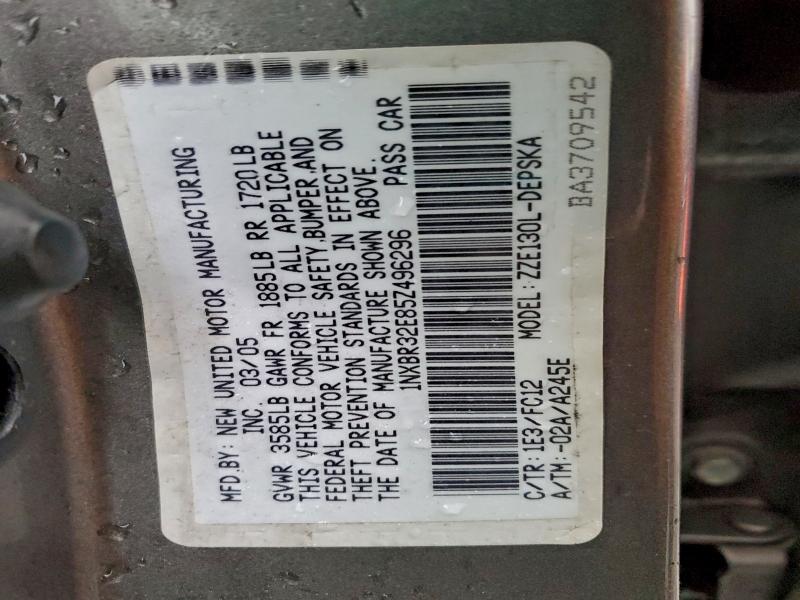 MFD.BY: NEW UNITED MOTOR MANUFACTURING
INC. 03/05
GVWR 3585LB GAWR FR 1885LB RR 1720LB
THIS VEHICLE CONFORMS TO ALL APPLICABLE
FEDERAL MOTOR VEHICLE SAFETY,BUMPER,AND
THEFT PREVENTION STANDARDS IN EFFECT ON
THE DATE OF MANUFACTURE SHOWN ABOVE.
1NXBR32E85Z496296 PASS CAR
C/TR:1E3/FC12 MODEL:ZZE130L-DEPSKA
A/TM:-02A/A245E
BA3709542